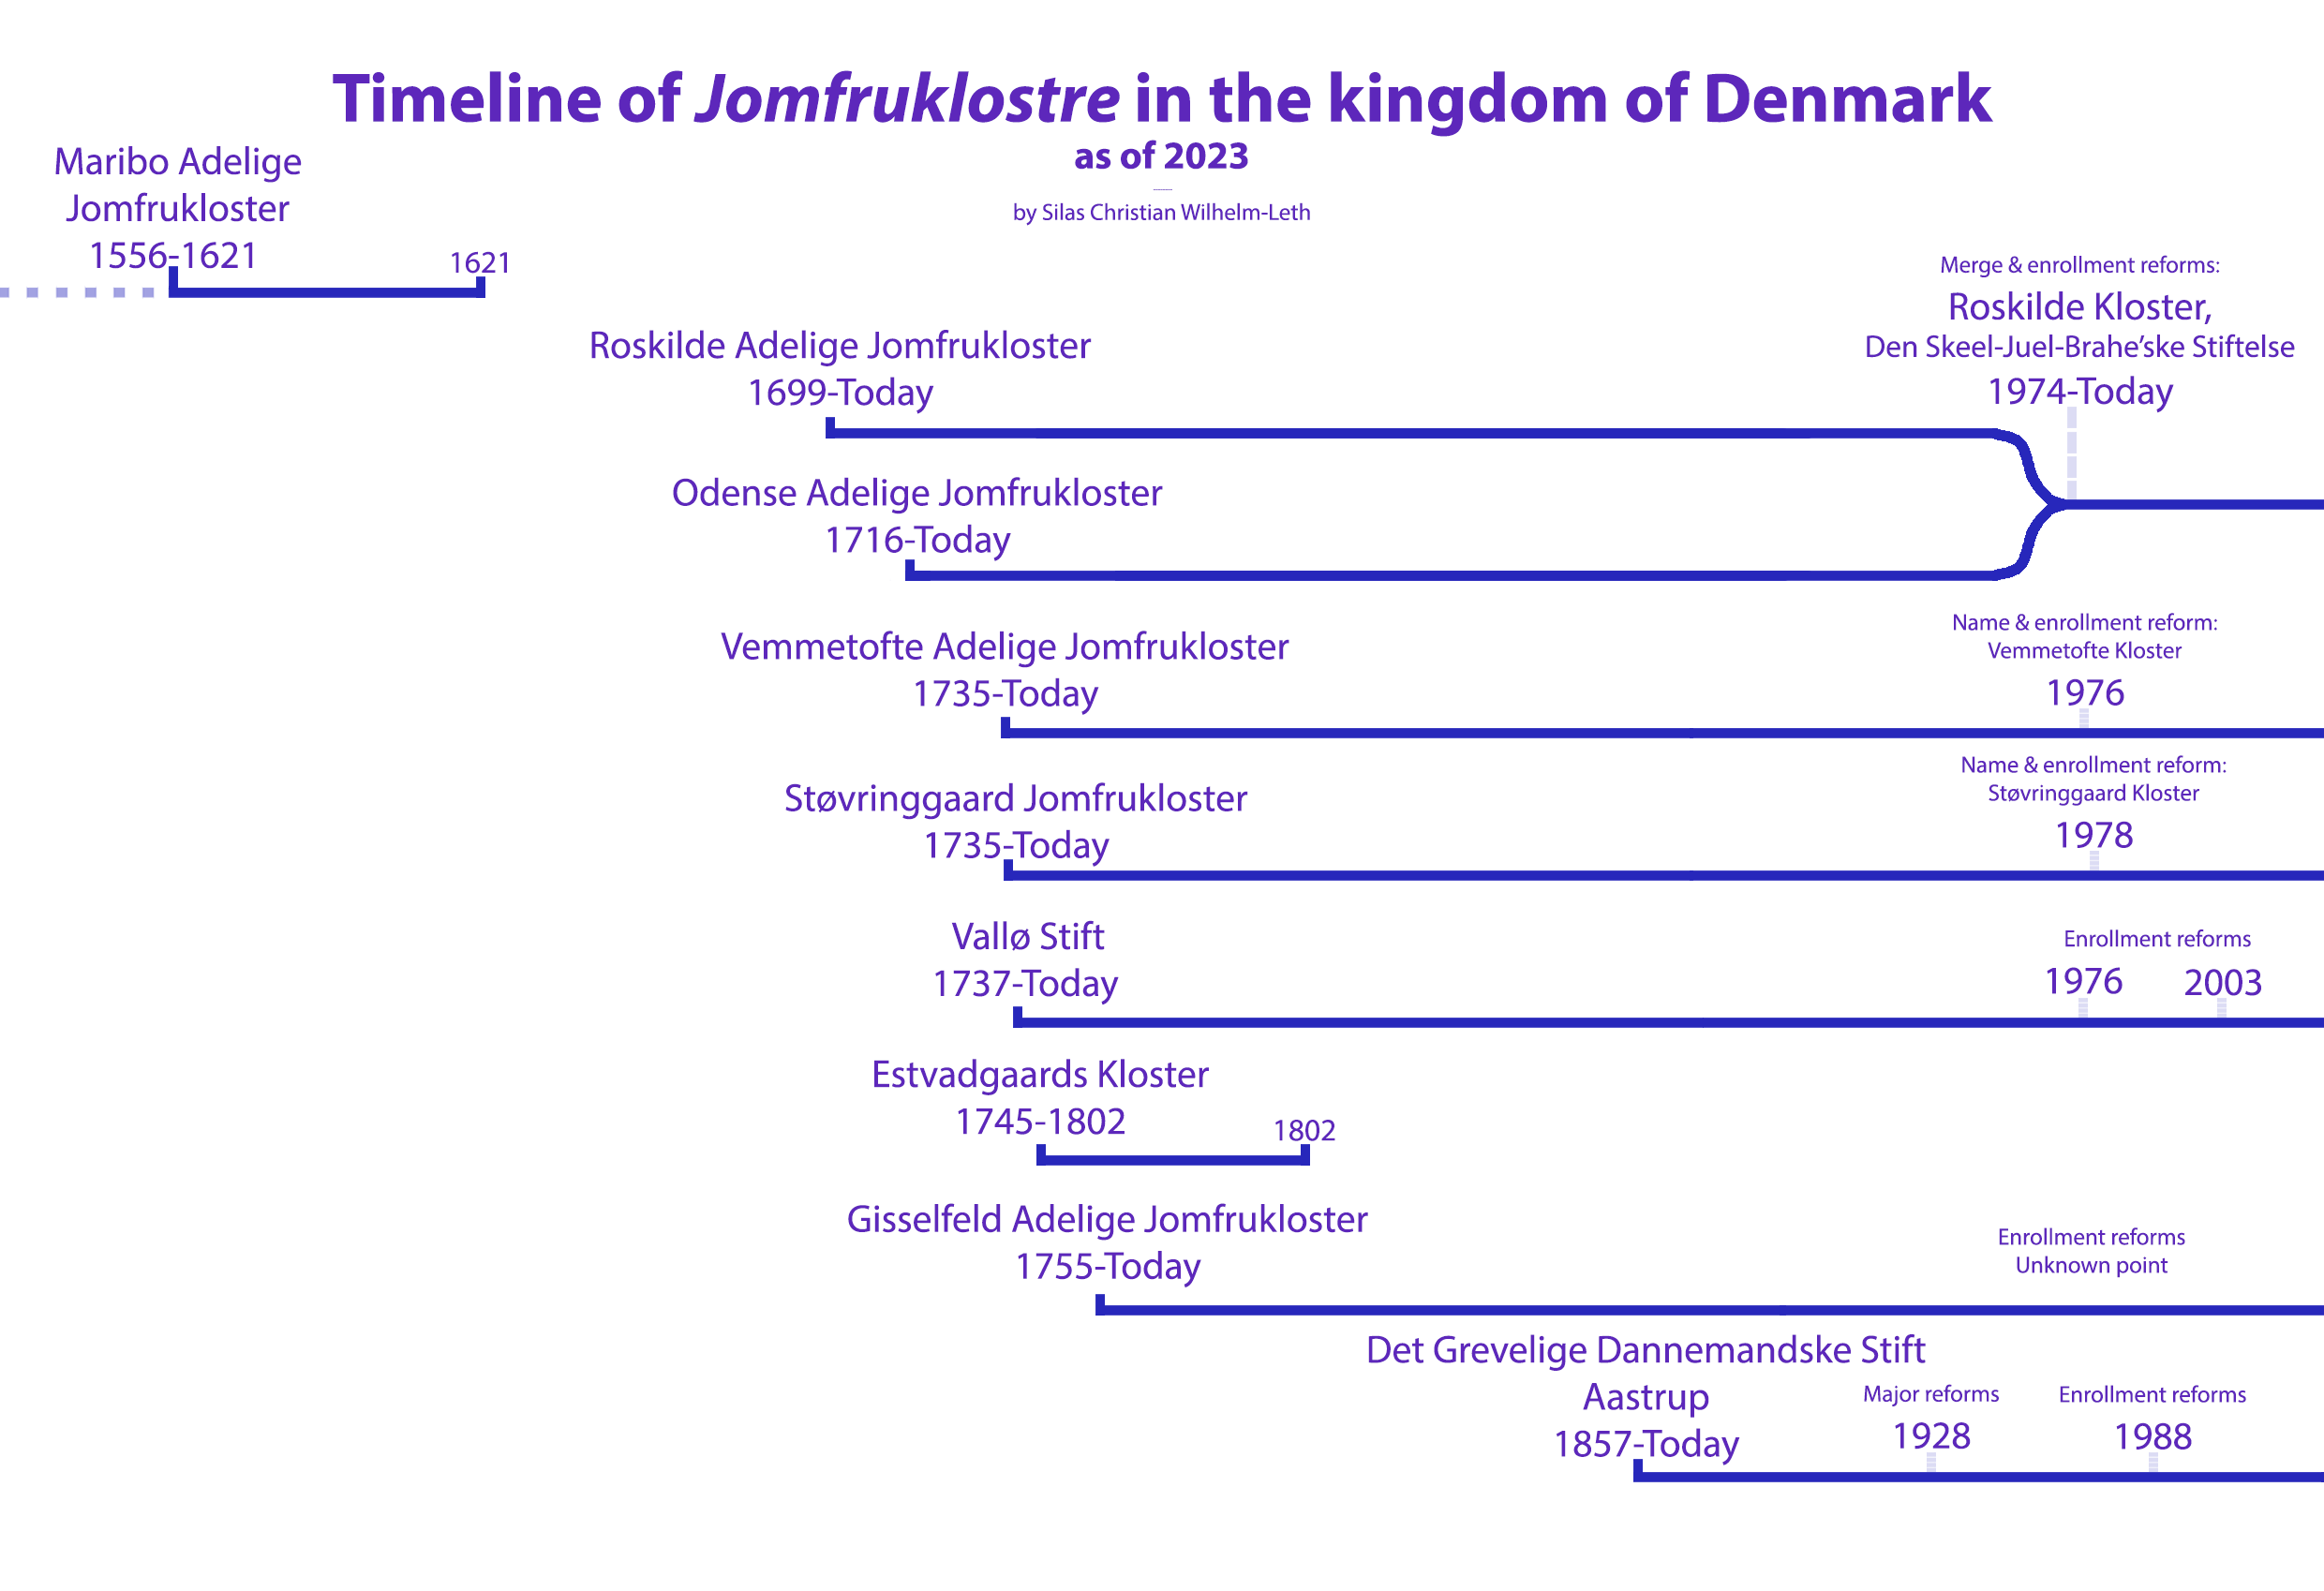 Timeline of Jomfruklostre in the kingdom of Denmark
as of 2023
by Silas Christian Wilhelm-Leth
Maribo Adelige
Jomfrukloster
1556-1621
1621
Roskilde Adelige Jomfrukloster
1699-Today
Merge & enrollment reforms:
Roskilde Kloster,
Den Skeel-Juel-Brahe’ske Stiftelse
1974-Today
Odense Adelige Jomfrukloster
1716-Today
Vemmetofte Adelige Jomfrukloster
1735-Today
Name & enrollment reform:
Vemmetofte Kloster
1976
Støvringgaard Jomfrukloster
1735-Today
Name & enrollment reform:
Støvringgaard Kloster
1978
Vallø Stift
1737-Today
Enrollment reforms
1976 2003
Estvadgaards Kloster
1745-1802
1802
Gisselfeld Adelige Jomfrukloster
1755-Today
Enrollment reforms
Unknown point
Det Grevelige Dannemandske Stift
Aastrup
1857-Today
Major reforms
1928
Enrollment reforms
1988